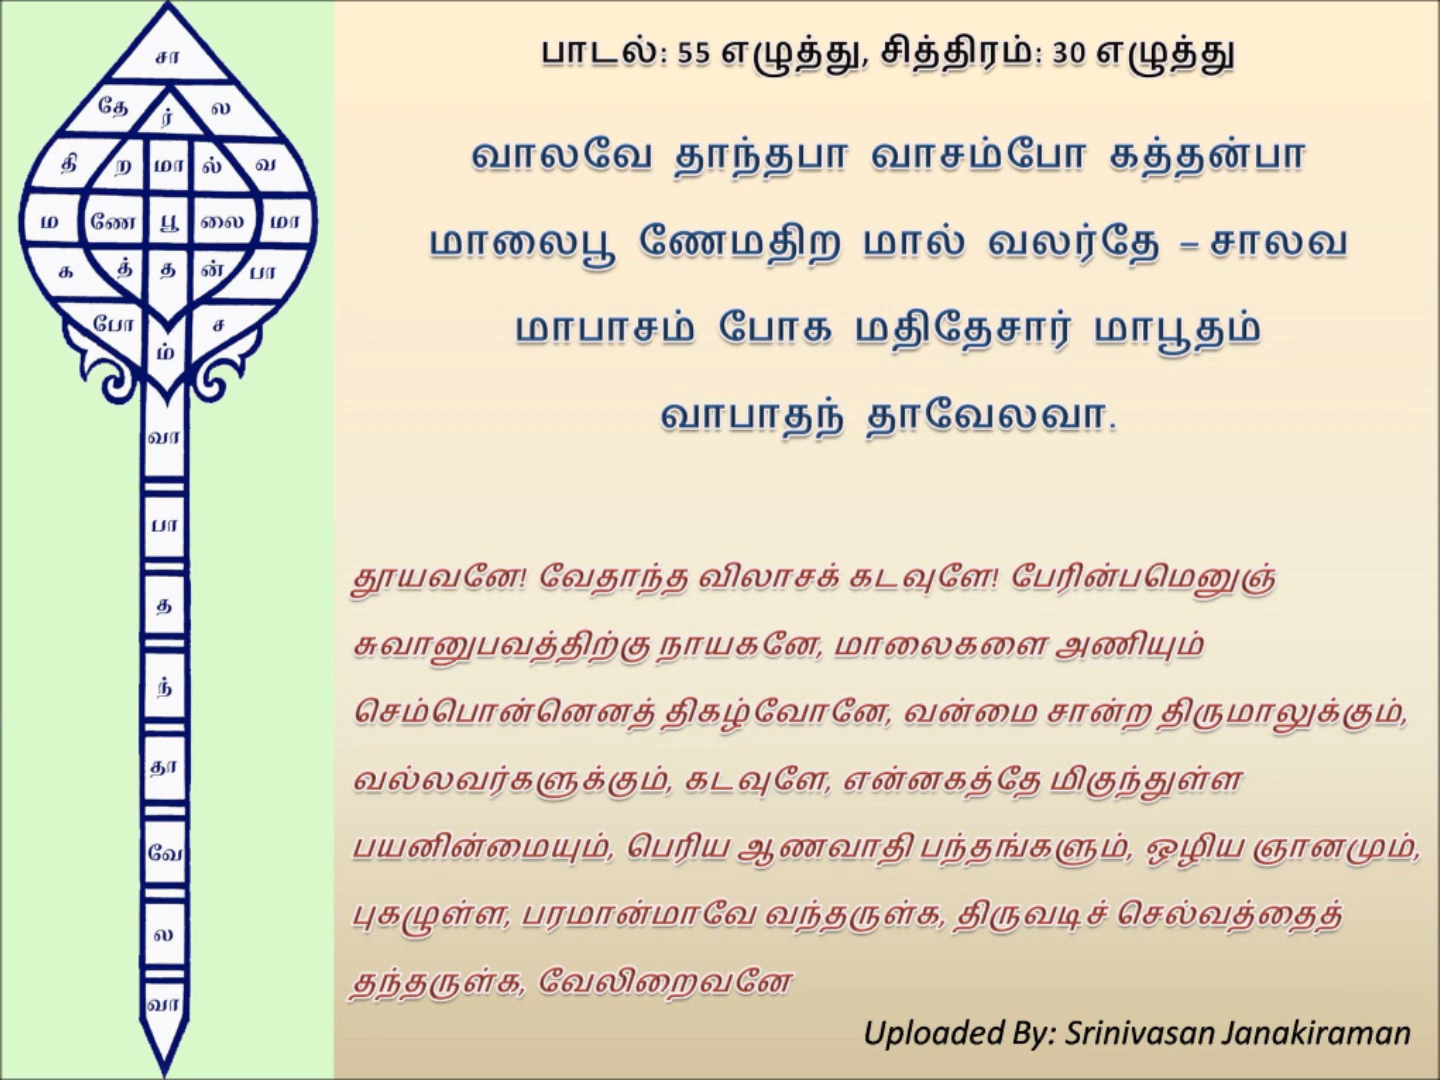 பாடல்: 55 எழுத்து, சித்திரம்: 30 எழுத்து
வாலவே தாந்தபா வாசம்போ கத்தன்பா
மாலைபூ ணேமதிற மால் வலர்தே – சாலவ
மாபாசம் போக மதிதேசார் மாபூதம்
வாபாதந் தாவேலவா.
தூயவனே! வேதாந்த விலாசக் கடவுளே! பேரின்பமெனுஞ்
சுவானுபவத்திற்கு நாயகனே, மாலைகளை அணியும்
செம்பொன்னெனத் திகழ்வோனே, வன்மை சான்ற திருமாலுக்கும்,
வல்லவர்களுக்கும், கடவுளே, என்னகத்தே மிகுந்துள்ள
பயனின்மையும், பெரிய ஆணவாதி பந்தங்களும், ஒழிய ஞானமும்,
புகழுள்ள, பரமான்மாவே வந்தருள்க, திருவடிச் செல்வத்தைத்
தந்தருள்க, வேலிறைவனே
Uploaded By: Srinivasan Janakiraman
சா
தே ர் ல
தி ற மா ல் வ
ம ணே பூ லை மா
க த் த ன் பா
போ ச
ம்
வா
பா
த
ந்
தா
வே
ல
வா